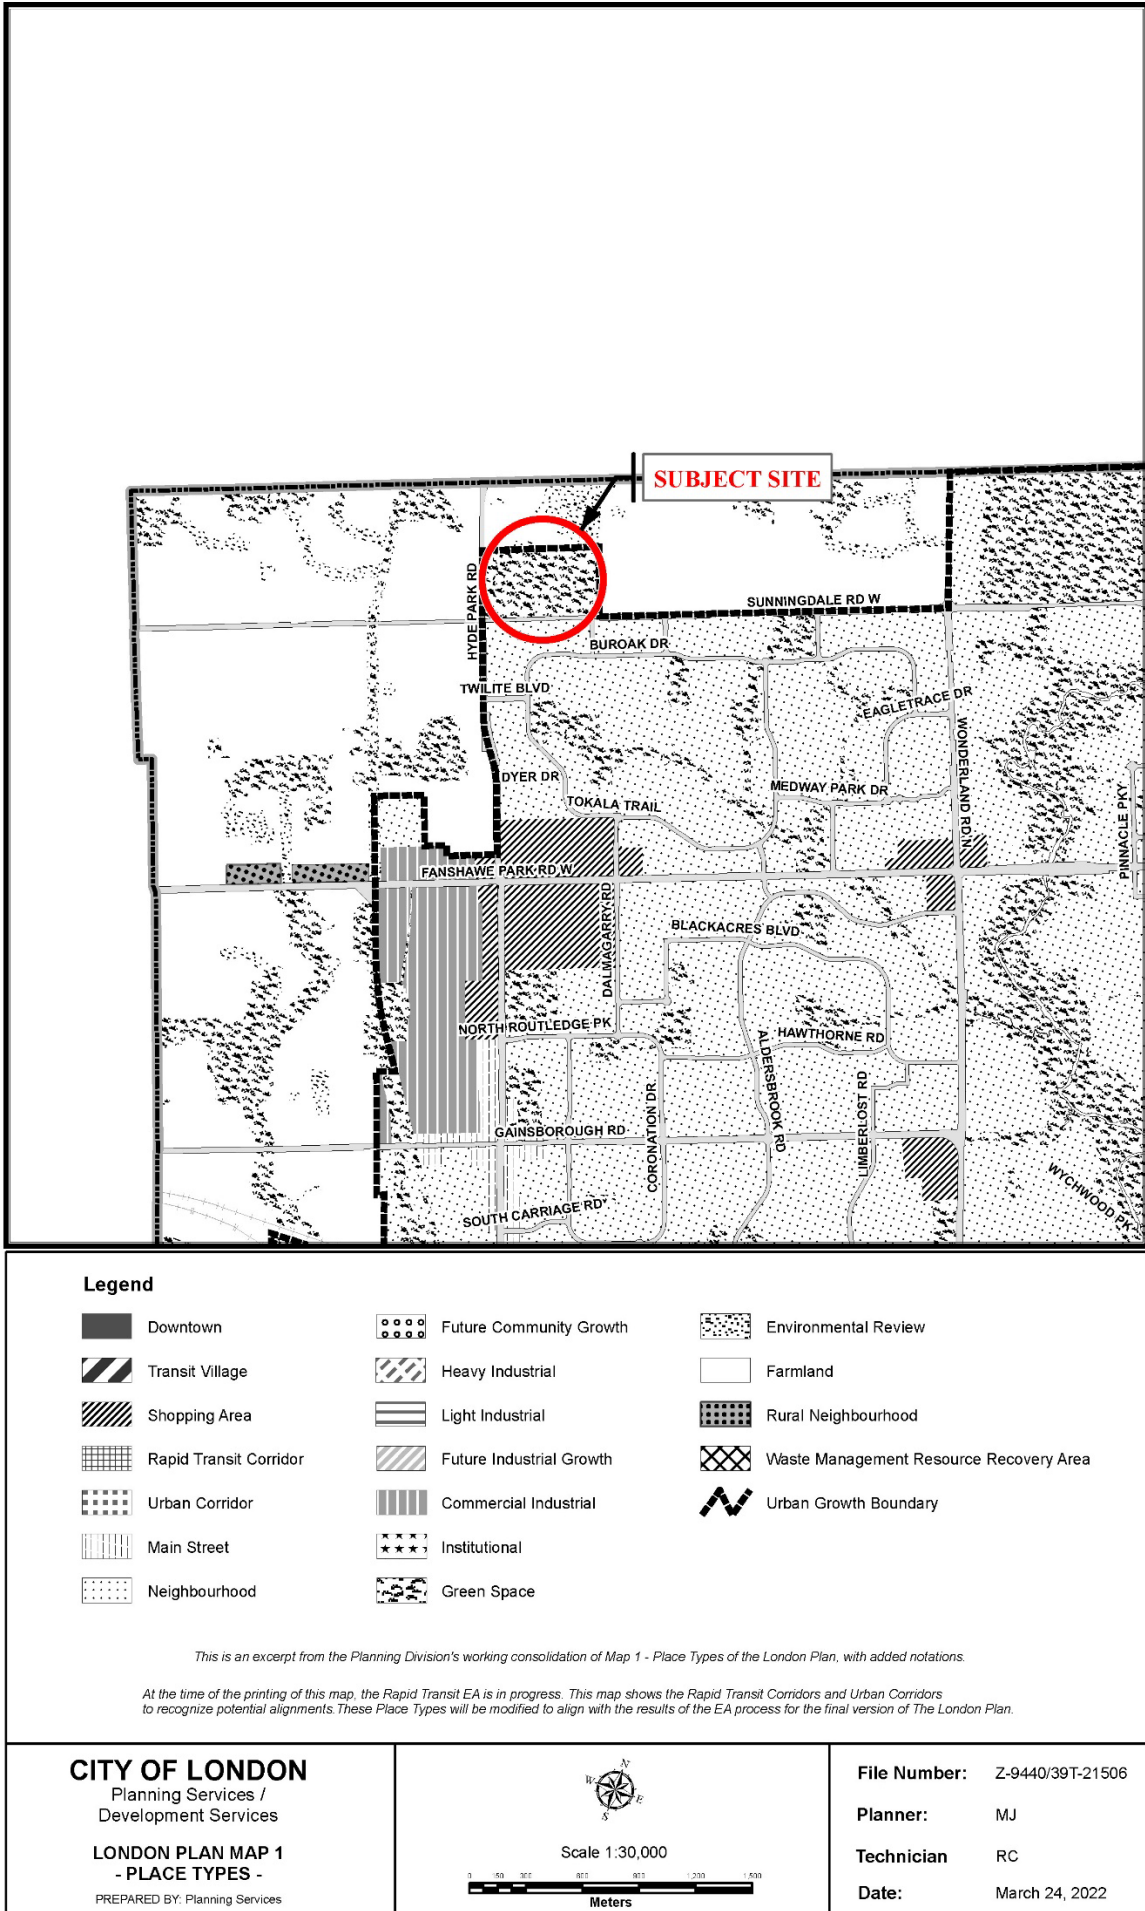 SUBJECT SITE
HYDE PARK RD
SUNNINGDALE RD W
BUROAK DR
TWILITE BLVD
EAGLETRACE DR
WONDERLAND RD N
DYER DR
MEDWAY PARK DR
TOKALA TRAIL
PINNACLE PKY
FANSHAWE PARK RD W
DALMAGARRY RD
BLACKACRES BLVD
NORTH ROUTLEDGE PK
HAWTHORNE RD
ALDERSBROOK RD
LIMBERLOST RD
CORONATION DR
GAINSBOROUGH RD
WYCHWOOD PK
SOUTH CARRIAGE RD
Legend
Downtown
Transit Village
Shopping Area
Rapid Transit Corridor
Urban Corridor
Main Street
Neighbourhood
Future Community Growth
Heavy Industrial
Light Industrial
Future Industrial Growth
Commercial Industrial
Institutional
Green Space
Environmental Review
Farmland
Rural Neighbourhood
Waste Management Resource Recovery Area
Urban Growth Boundary
This is an excerpt from the Planning Division's working consolidation of Map 1 - Place Types of the London Plan, with added notations.
At the time of the printing of this map, the Rapid Transit EA is in progress. This map shows the Rapid Transit Corridors and Urban Corridors
to recognize potential alignments. These Place Types will be modified to align with the results of the EA process for the final version of The London Plan.
CITY OF LONDON
Planning Services /
Development Services
LONDON PLAN MAP 1
- PLACE TYPES -
PREPARED BY: Planning Services
N
W E
S
Scale 1:30,000
0 150 300 600 900 1,200 1,500
Meters
File Number: Z-9440/39T-21506
Planner: MJ
Technician RC
Date: March 24, 2022